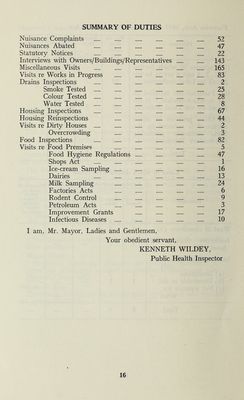 SUMMARY OF DUTIES
Nuisance Complaints ... 52
Nuisances Abated ... 47
Statutory Notices ... 22
Interviews with Owners/Buildings/Representatives ... 143
Miscellaneous Visits ... 165
Visits re Works in Progress ... 83
Drains Inspections ... 2
Smoke Tested ... 25
Colour Tested ... 28
Water Tested ... 8
Housing Inspections ... 67
Housing Reinspections ... 44
Visits re Dirty Houses ... 2
Overcrowding ... 3
Food Inspections ... 82
Visits re Food Premises ... 5
Food Hygiene Regulations ... 47
Shops Act ... 1
Ice-cream Sampling ... 16
Dairies ... 13
Milk Sampling ... 24
Factories Acts ... 6
Rodent Control ... 9
Petroleum Acts ... 3
Improvement Grants ... 17
Infectious Diseases ... 10
I am, Mr. Mayor, Ladies and Gentlemen,
Your obedient servant,
KENNETH WILDEY,
Public Health Inspector
16